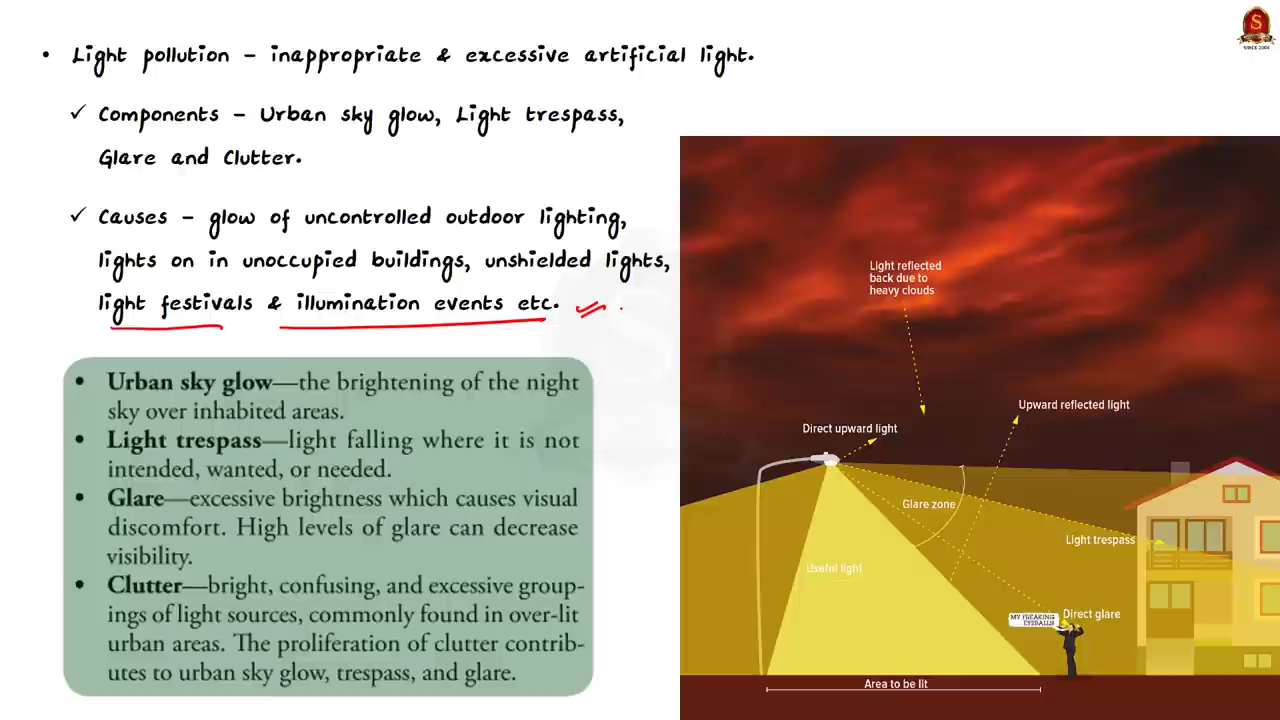 • Light pollution – inappropriate & excessive artificial light.
✓ Components – Urban sky glow, Light trespass,
Glare and Clutter.
✓ Causes – glow of uncontrolled outdoor lighting,
lights on in unoccupied buildings, unshielded lights,
light festivals & illumination events etc.
• Urban sky glow—the brightening of the night
sky over inhabited areas.
• Light trespass—light falling where it is not
intended, wanted, or needed.
• Glare—excessive brightness which causes visual
discomfort. High levels of glare can decrease
visibility.
• Clutter—bright, confusing, and excessive group-
ings of light sources, commonly found in over-lit
urban areas. The proliferation of clutter contrib-
utes to urban sky glow, trespass, and glare.
S
SINCE 2004
Light reflected
back due to
heavy clouds
Upward reflected light
Direct upward light
Glare zone
Light trespass
Useful light
Direct glare
MY FREAKING
EYEBALLS
Area to be lit